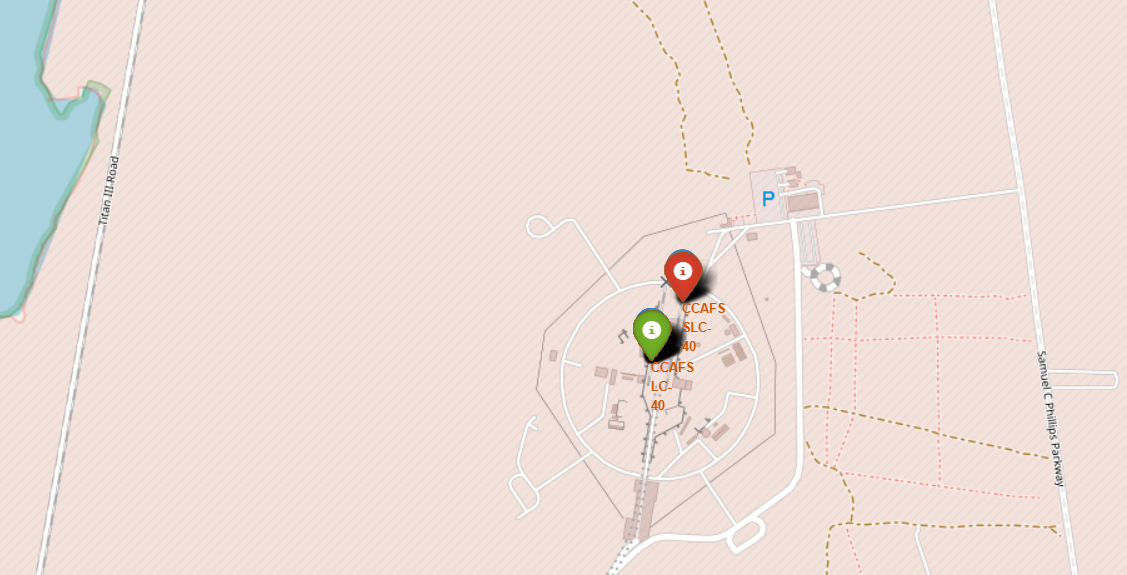 Titan III Road
P
CCAFS
SLC-
40
CCAFS
LC-
40
Samuel C Phillips Parkway